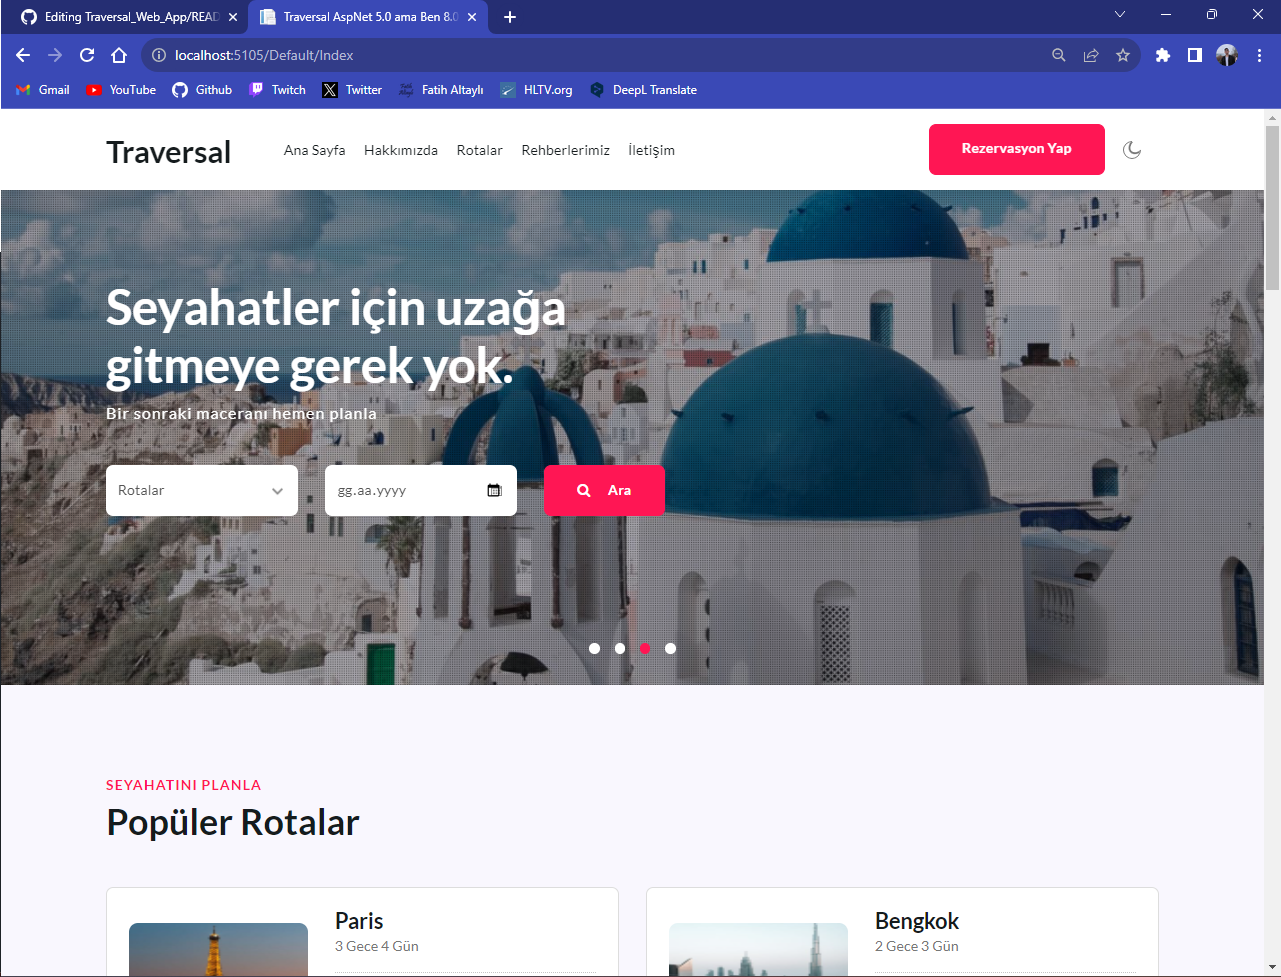 Editing Traversal_Web_App/READ
Traversal AspNet 5.0 ama Ben 8.0
localhost:5105/Default/Index
Gmail YouTube Github Twitch Twitter Fatih Altaylı HLTV.org DeepL Translate
Traversal Ana Sayfa Hakkımızda Rotalar Rehberlerimiz İletişim Rezervasyon Yap
Seyahatler için uzağa
gitmeye gerek yok.
Bir sonraki maceranı hemen planla
Rotalar gg.aa.yyyy Ara
SEYAHATINI PLANLA
Popüler Rotalar
Paris
3 Gece 4 Gün
Bengkok
2 Gece 3 Gün